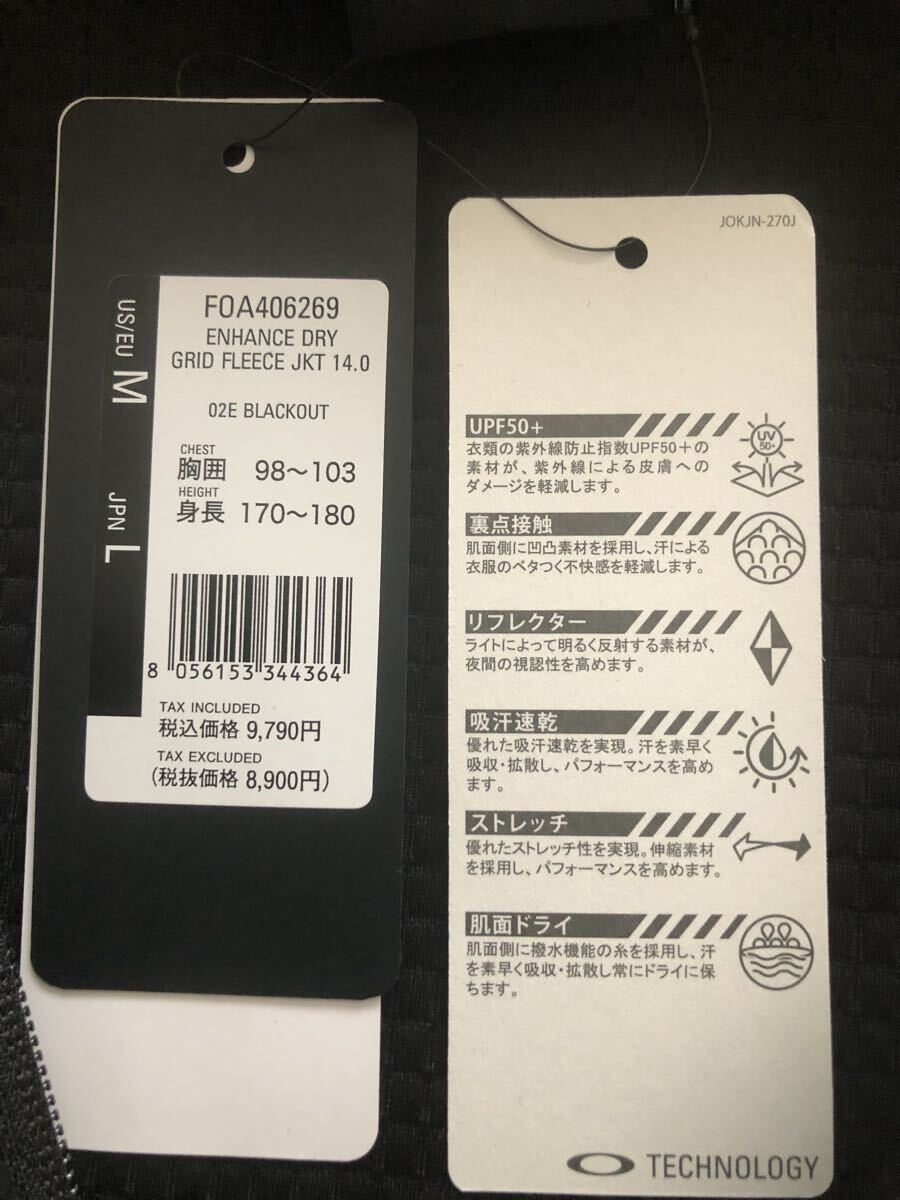 FOA406269
ENHANCE DRY
GRID FLEECE JKT 14.0
02E BLACKOUT
US/EU M
JPN L
CHEST
胸囲 98～103
HEIGHT
身長 170～180
8 056153 344364
TAX INCLUDED
税込価格 9,790円
TAX EXCLUDED
(税抜価格 8,900円)
JOKJN-270J
UPF50+
UV
50+
衣類の紫外線防止指数UPF50+の
素材が、紫外線による皮膚への
ダメージを軽減します。
裏点接触
肌面側に凹凸素材を採用し、汗による
衣服のベタつく不快感を軽減します。
リフレクター
ライトによって明るく反射する素材が、
夜間の視認性を高めます。
吸汗速乾
優れた吸汗速乾を実現。汗を素早く
吸収・拡散し、パフォーマンスを高め
ます。
ストレッチ
優れたストレッチ性を実現。伸縮素材
を採用し、パフォーマンスを高めます。
肌面ドライ
肌面側に撥水機能の糸を採用し、汗
を素早く吸収・拡散し常にドライに保
ちます。
TECHNOLOGY